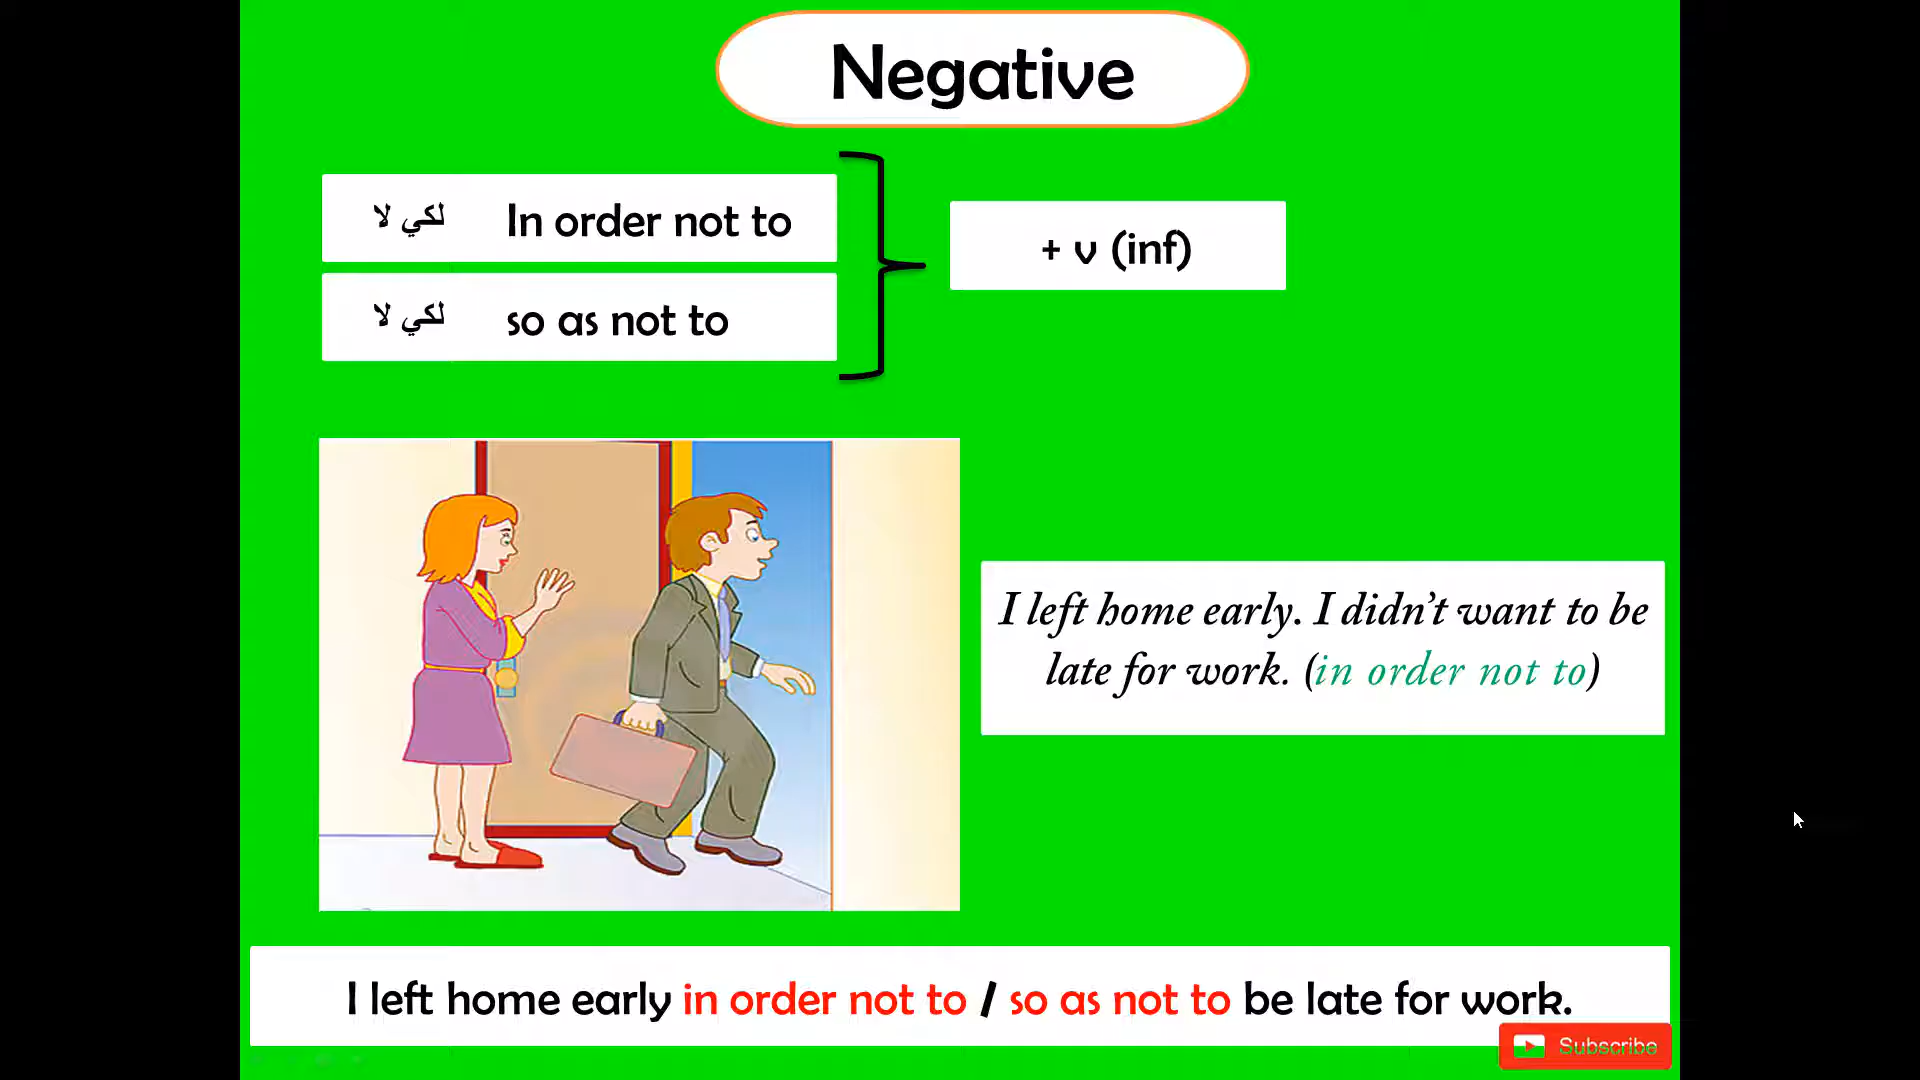 Negative
لكي لا In order not to
+ v (inf)
لكي لا so as not to
I left home early. I didn't want to be
late for work. (in order not to)
I left home early in order not to / so as not to be late for work.
Subscribe